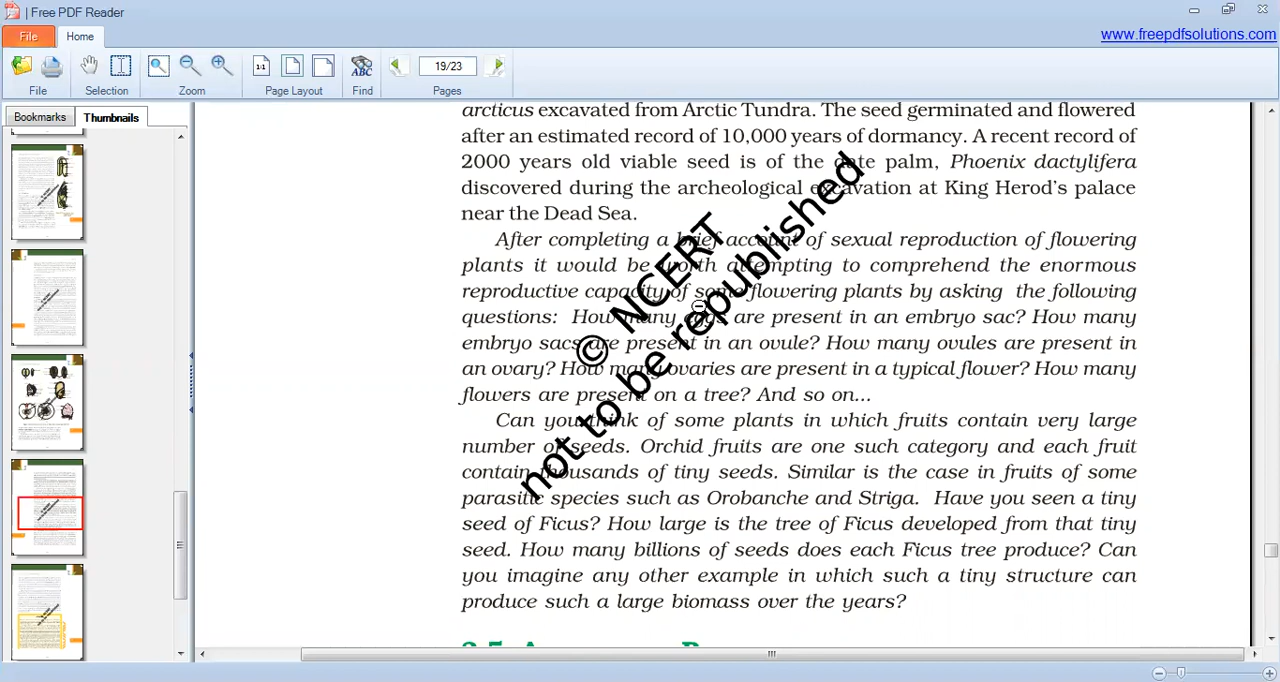 | Free PDF Reader
File
Home
www.freepdfsolutions.com
1:1
ABC
19/23
File
Selection
Zoom
Page Layout
Find
Pages
Bookmarks
Thumbnails
arcticus excavated from Arctic Tundra. The seed germinated and flowered
after an estimated record of 10,000 years of dormancy. A recent record of
2000 years old viable seed is of the date palm, Phoenix dactylifera
discovered during the archeological excavation at King Herod's palace
near the Dead Sea.
After completing a brief account of sexual reproduction of flowering
plants it would be worth attempting to comprehend the enormous
reproductive capacity of some flowering plants by asking the following
questions: How many eggs are present in an embryo sac? How many
embryo sacs are present in an ovule? How many ovules are present in
an ovary? How many ovaries are present in a typical flower? How many
flowers are present on a tree? And so on...
Can you think of some plants in which fruits contain very large
number of seeds. Orchid fruits are one such category and each fruit
contain thousands of tiny seeds. Similar is the case in fruits of some
parasitic species such as Orobanche and Striga. Have you seen a tiny
seed of Ficus? How large is the tree of Ficus developed from that tiny
seed. How many billions of seeds does each Ficus tree produce? Can
you imagine any other example in which such a tiny structure can
produce such a large biomass over the years?
© NCERT
not to be republished